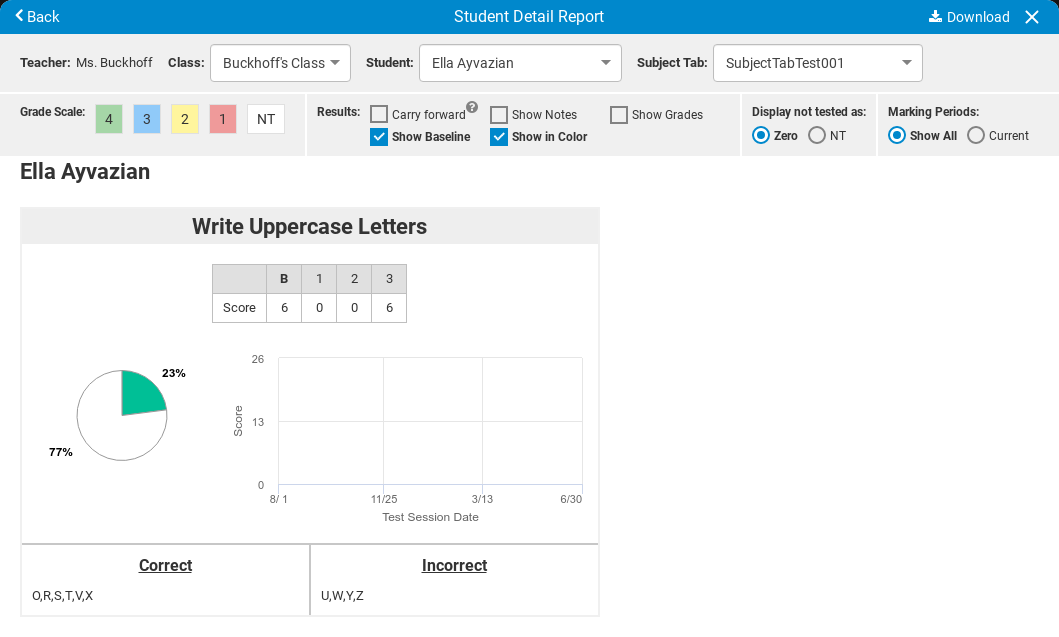 Back
Student Detail Report
Download
Teacher: Ms. Buckhoff Class: Buckhoff's Class Student: Ella Ayvazian Subject Tab: SubjectTabTest001
Grade Scale: 4 3 2 1 NT
Results: Carry forward ? Show Notes Show Grades
Show Baseline Show in Color
Display not tested as:
Zero NT
Marking Periods:
Show All Current
Ella Ayvazian
Write Uppercase Letters
B 1 2 3
Score 6 0 0 6
23%
77%
26
13
0
Score
8/ 1 11/25 3/13 6/30
Test Session Date
Correct
O,R,S,T,V,X
Incorrect
U,W,Y,Z